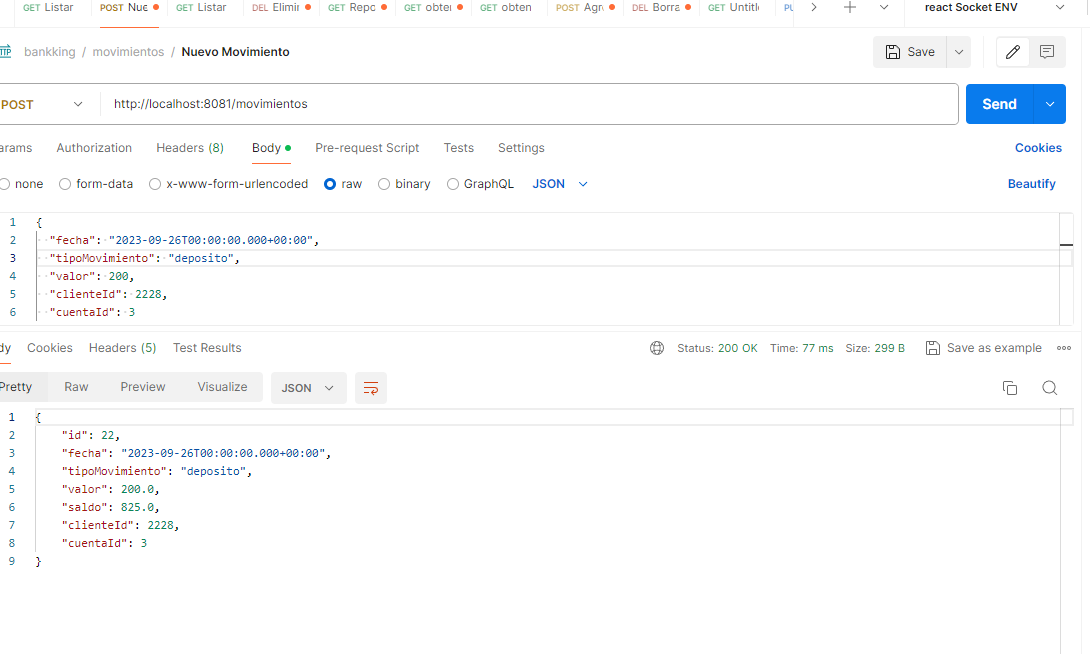 GET Listar POST Nue GET Listar DEL Elimir GET Repo GET obter GET obten POST Agr DEL Borra GET Untitl PU react Socket ENV
bankking / movimientos / Nuevo Movimiento Save
POST http://localhost:8081/movimientos Send
arams Authorization Headers (8) Body Pre-request Script Tests Settings Cookies
none form-data x-www-form-urlencoded raw binary GraphQL JSON Beautify
1 {
2 "fecha": "2023-09-26T00:00:00.000+00:00",
3 "tipoMovimiento": "deposito",
4 "valor": 200,
5 "clienteId": 2228,
6 "cuentaId": 3
dy Cookies Headers (5) Test Results Status: 200 OK Time: 77 ms Size: 299 B Save as example
Pretty Raw Preview Visualize JSON
1 {
2 "id": 22,
3 "fecha": "2023-09-26T00:00:00.000+00:00",
4 "tipoMovimiento": "deposito",
5 "valor": 200.0,
6 "saldo": 825.0,
7 "clienteId": 2228,
8 "cuentaId": 3
9 }